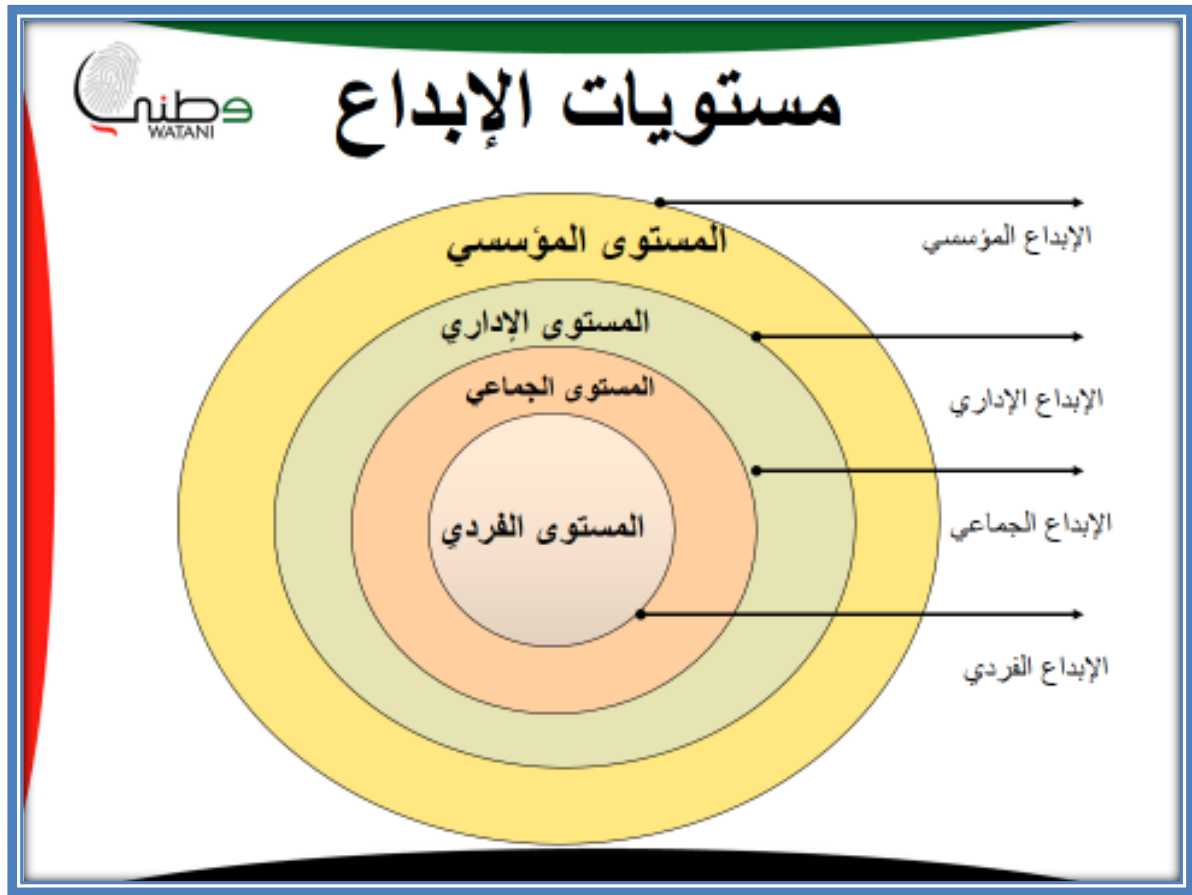 وطني
WATANI
مستويات الإبداع
المستوى المؤسسي
الإبداع المؤسسي
المستوى الإداري
الإبداع الإداري
المستوى الجماعي
الإبداع الجماعي
المستوى الفردي
الإبداع الفردي